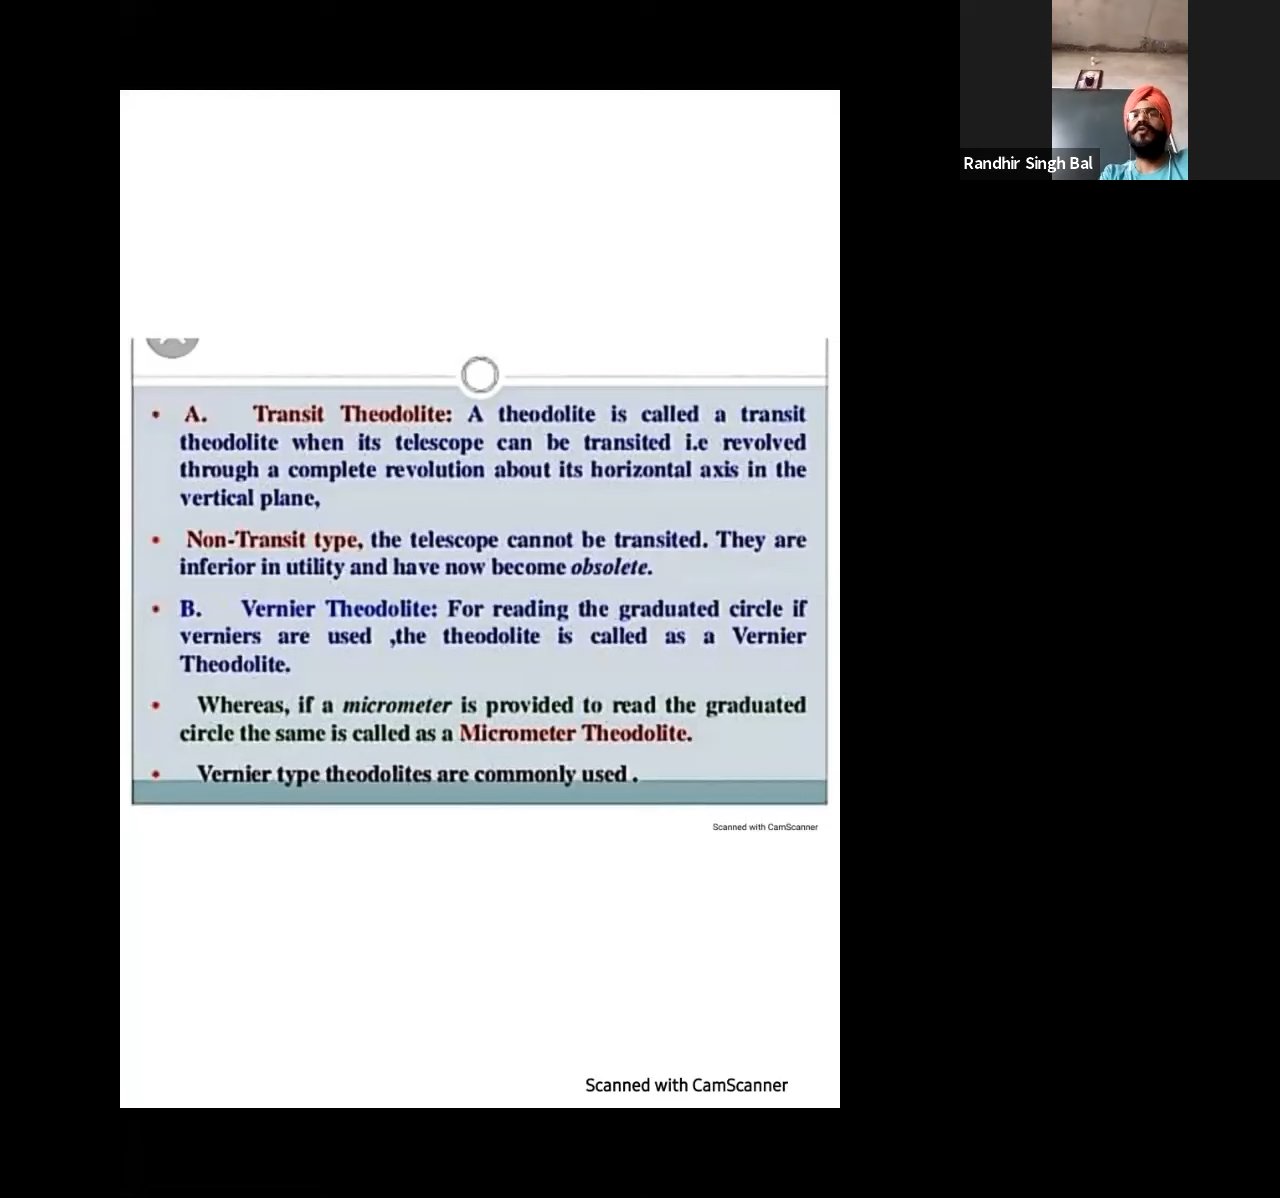 Randhir Singh Bal
• A. Transit Theodolite: A theodolite is called a transit
theodolite when its telescope can be transited i.e revolved
through a complete revolution about its horizontal axis in the
vertical plane,
• Non-Transit type, the telescope cannot be transited. They are
inferior in utility and have now become obsolete.
• B. Vernier Theodolite: For reading the graduated circle if
verniers are used ,the theodolite is called as a Vernier
Theodolite.
• Whereas, if a micrometer is provided to read the graduated
circle the same is called as a Micrometer Theodolite.
• Vernier type theodolites are commonly used .
Scanned with CamScanner
Scanned with CamScanner